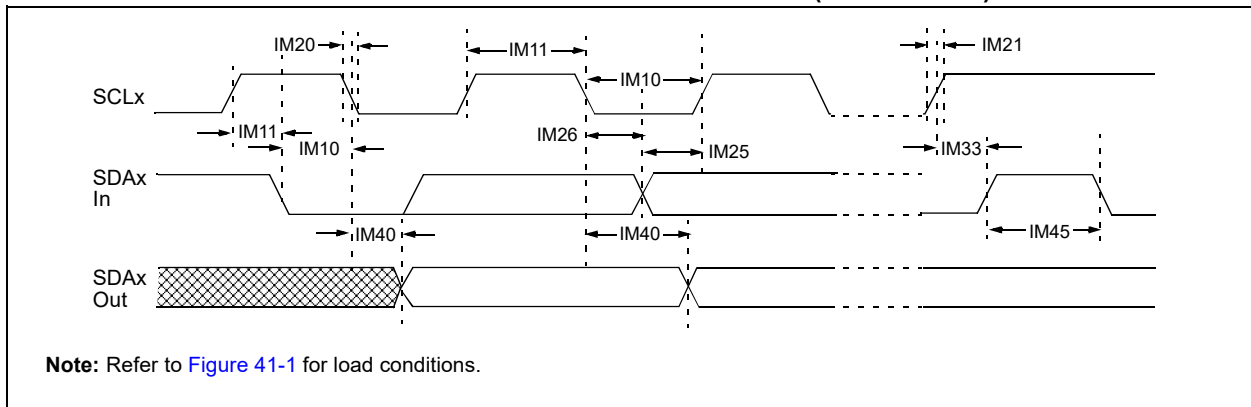 IM20
IM11
IM21
IM10
SCLx
IM11
IM26
IM10
IM25
IM33
SDAx
In
IM40
IM40
IM45
SDAx
Out
Note: Refer to Figure 41-1 for load conditions.